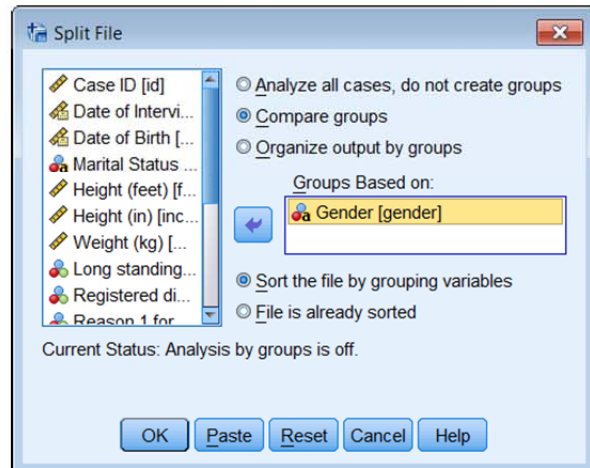 Split File
Case ID [id]
Date of Intervi...
Date of Birth [...
Marital Status ...
Height (feet) [f...
Height (in) [inc...
Weight (kg) [...
Long standing...
Registered di...
Reason 1 for
Analyze all cases, do not create groups
Compare groups
Organize output by groups
Groups Based on:
Gender [gender]
Sort the file by grouping variables
File is already sorted
Current Status: Analysis by groups is off.
OK Paste Reset Cancel Help